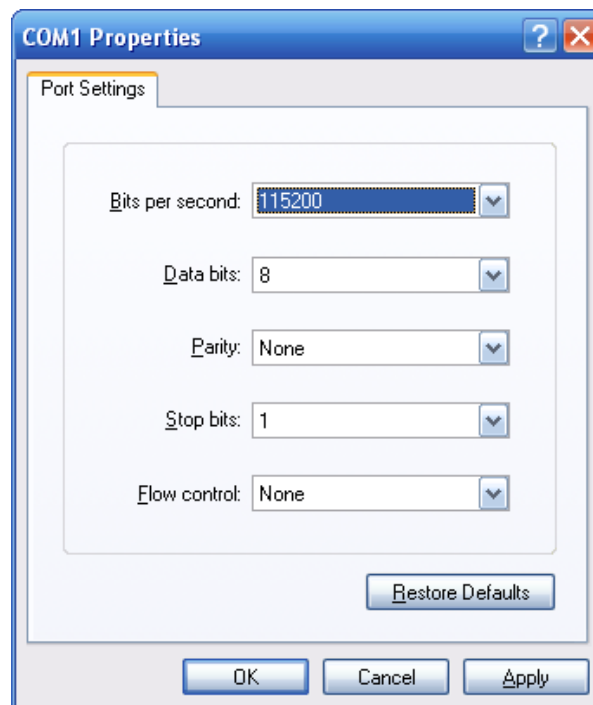 COM1 Properties
Port Settings
Bits per second: 115200
Data bits: 8
Parity: None
Stop bits: 1
Flow control: None
Restore Defaults
OK Cancel Apply